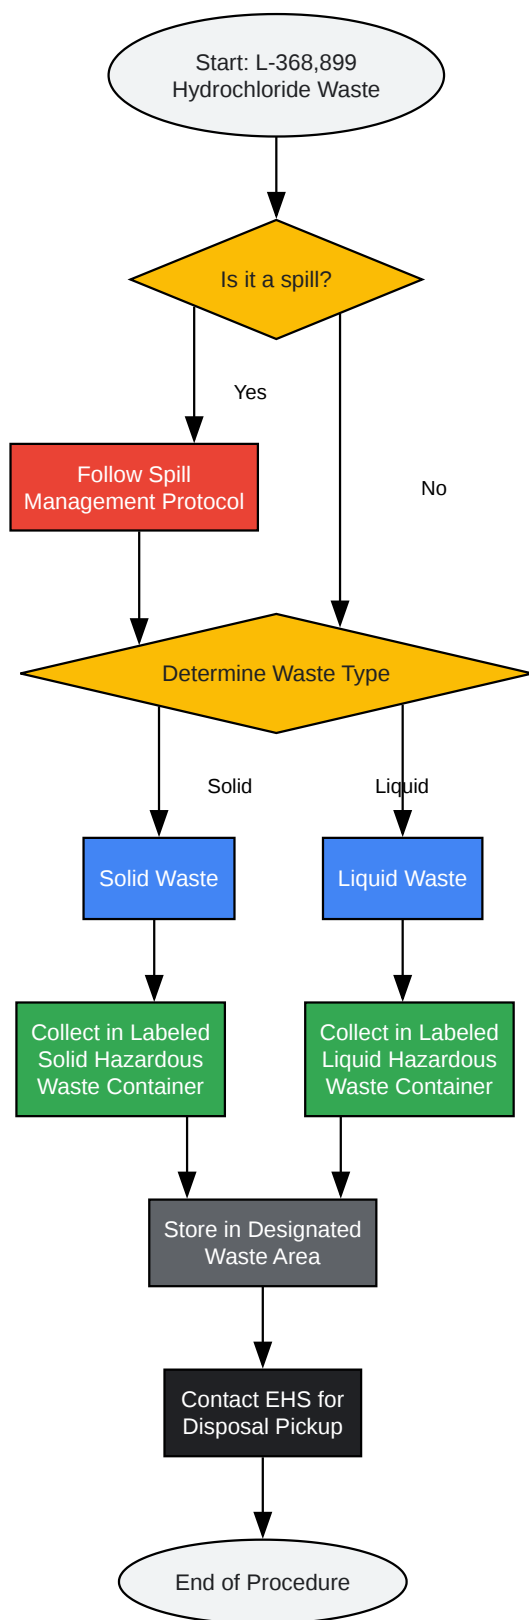 Start: L-368,899
Hydrochloride Waste
Is it a spill?
Yes
Follow Spill
Management Protocol
No
Determine Waste Type
Solid
Liquid
Solid Waste
Liquid Waste
Collect in Labeled
Solid Hazardous
Waste Container
Collect in Labeled
Liquid Hazardous
Waste Container
Store in Designated
Waste Area
Contact EHS for
Disposal Pickup
End of Procedure